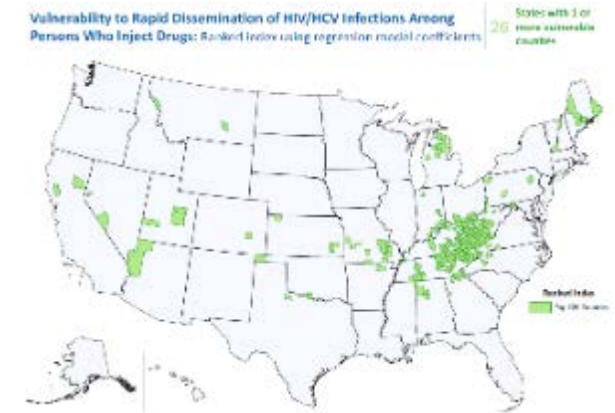 Vulnerability to Rapid Dissemination of HIV/HCV Infections Among
Persons Who Inject Drugs: Ranked index using regression model coefficients
26
States with 1 or
more vulnerable
counties
Ranked Index
Counties